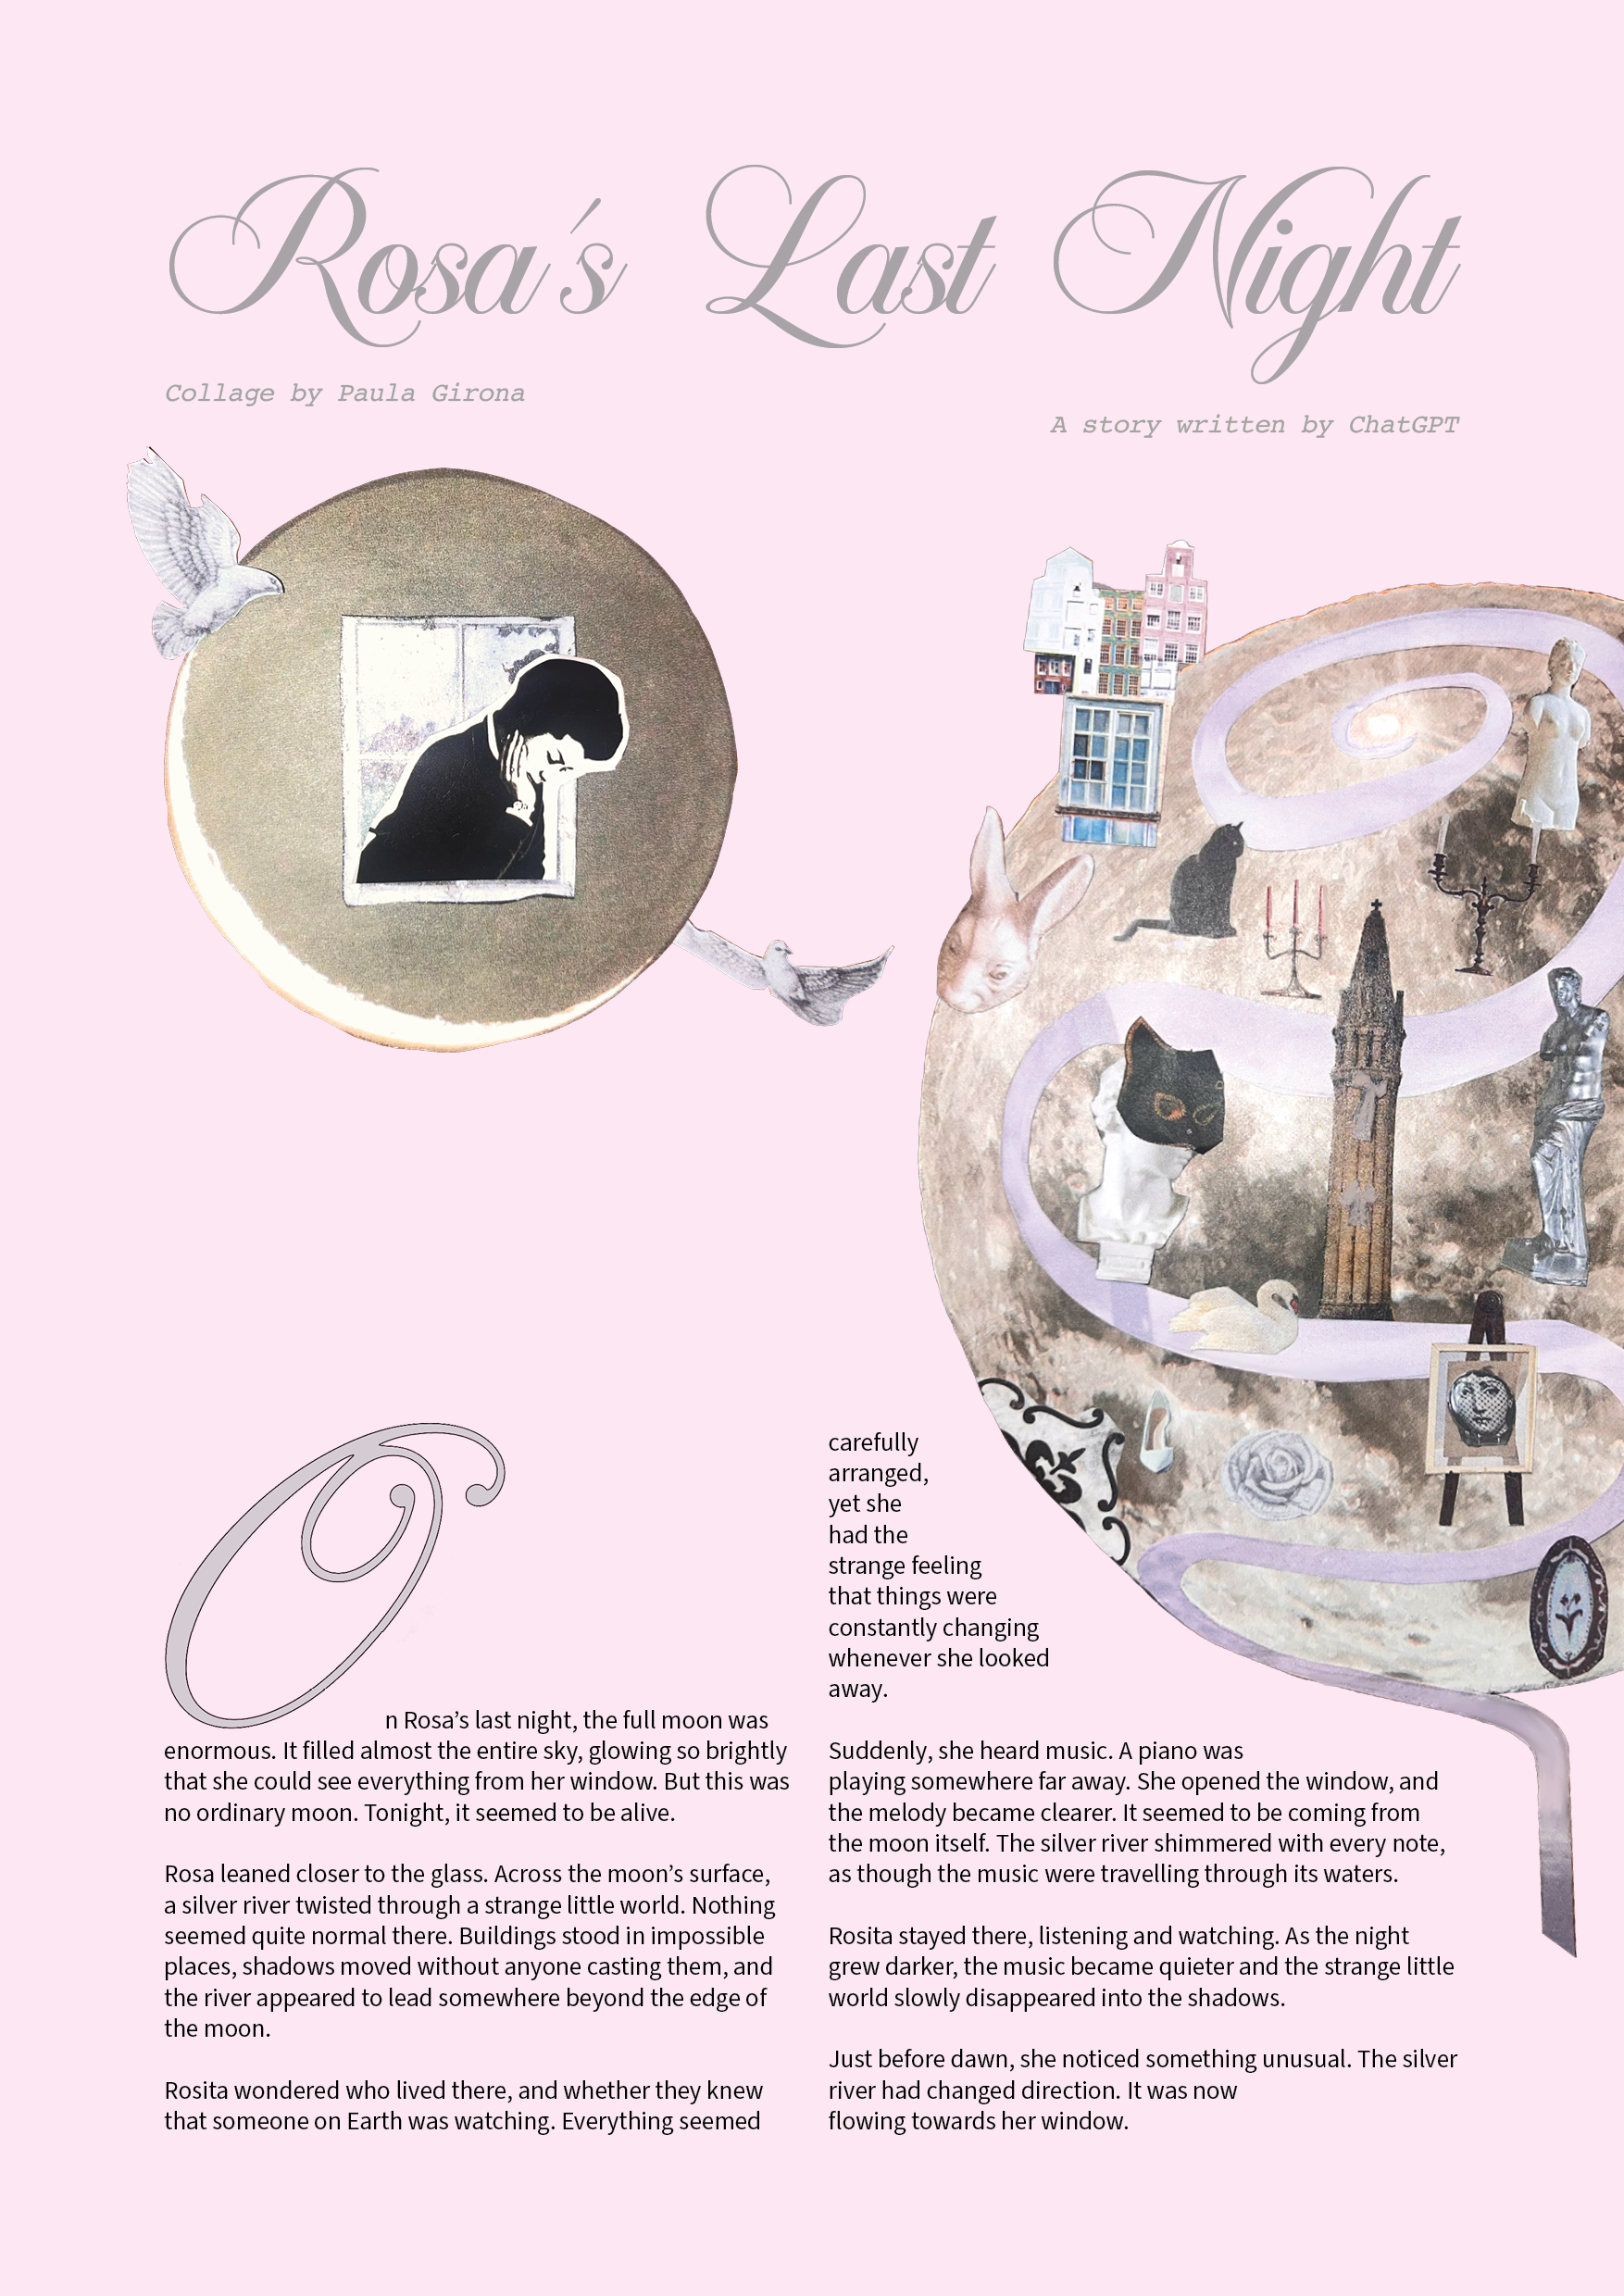 Rosa's Last Night
Collage by Paula Girona
A story written by ChatGPT
On Rosa’s last night, the full moon was
enormous. It filled almost the entire sky, glowing so brightly
that she could see everything from her window. But this was
no ordinary moon. Tonight, it seemed to be alive.
Rosa leaned closer to the glass. Across the moon’s surface,
a silver river twisted through a strange little world. Nothing
seemed quite normal there. Buildings stood in impossible
places, shadows moved without anyone casting them, and
the river appeared to lead somewhere beyond the edge of
the moon.
Rosita wondered who lived there, and whether they knew
that someone on Earth was watching. Everything seemed
carefully
arranged,
yet she
had the
strange feeling
that things were
constantly changing
whenever she looked
away.
Suddenly, she heard music. A piano was
playing somewhere far away. She opened the window, and
the melody became clearer. It seemed to be coming from
the moon itself. The silver river shimmered with every note,
as though the music were travelling through its waters.
Rosita stayed there, listening and watching. As the night
grew darker, the music became quieter and the strange little
world slowly disappeared into the shadows.
Just before dawn, she noticed something unusual. The silver
river had changed direction. It was now
flowing towards her window.